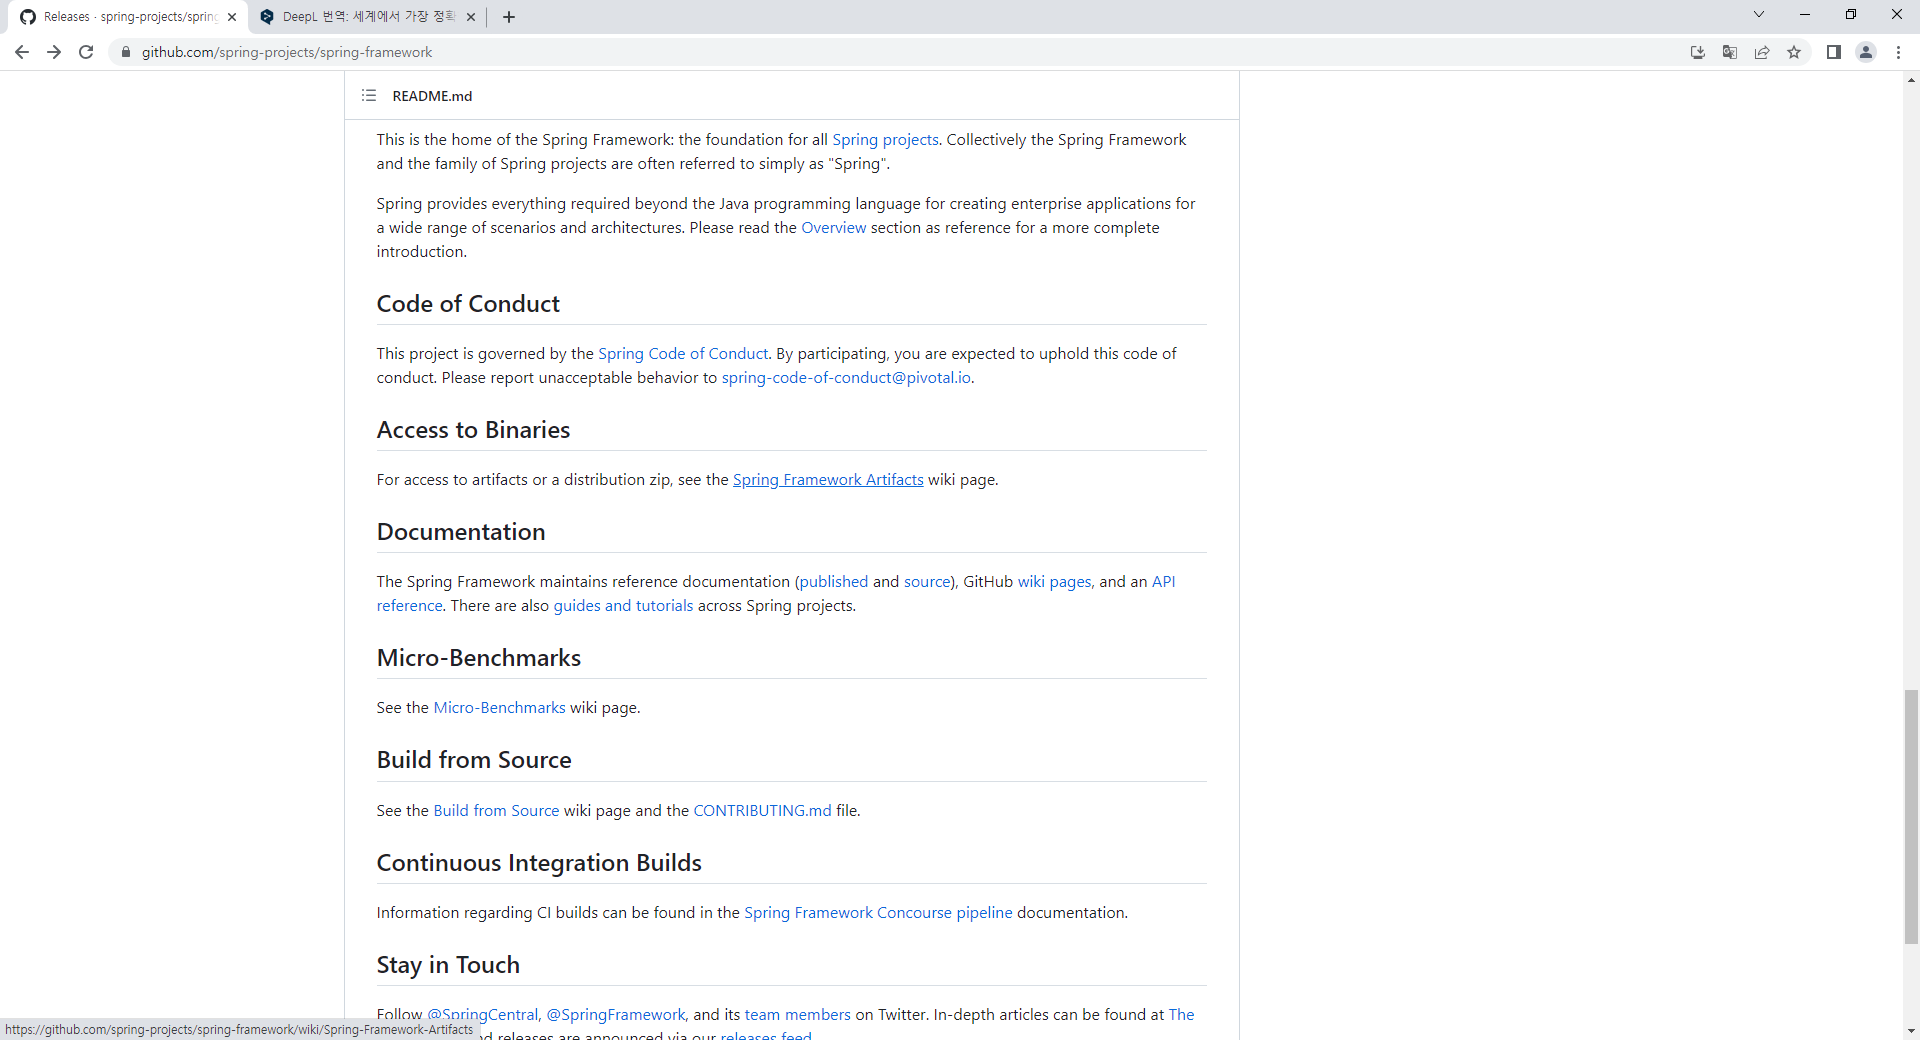 Releases · spring-projects/spring
DeepL 번역: 세계에서 가장 정확
github.com/spring-projects/spring-framework
README.md
This is the home of the Spring Framework: the foundation for all Spring projects. Collectively the Spring Framework
and the family of Spring projects are often referred to simply as "Spring".
Spring provides everything required beyond the Java programming language for creating enterprise applications for
a wide range of scenarios and architectures. Please read the Overview section as reference for a more complete
introduction.
Code of Conduct
This project is governed by the Spring Code of Conduct. By participating, you are expected to uphold this code of
conduct. Please report unacceptable behavior to spring-code-of-conduct@pivotal.io.
Access to Binaries
For access to artifacts or a distribution zip, see the Spring Framework Artifacts wiki page.
Documentation
The Spring Framework maintains reference documentation (published and source), GitHub wiki pages, and an API
reference. There are also guides and tutorials across Spring projects.
Micro-Benchmarks
See the Micro-Benchmarks wiki page.
Build from Source
See the Build from Source wiki page and the CONTRIBUTING.md file.
Continuous Integration Builds
Information regarding CI builds can be found in the Spring Framework Concourse pipeline documentation.
Stay in Touch
Follow @SpringCentral, @SpringFramework, and its team members on Twitter. In-depth articles can be found at The
nd releases are announced via our releases feed.
https://github.com/spring-projects/spring-framework/wiki/Spring-Framework-Artifacts